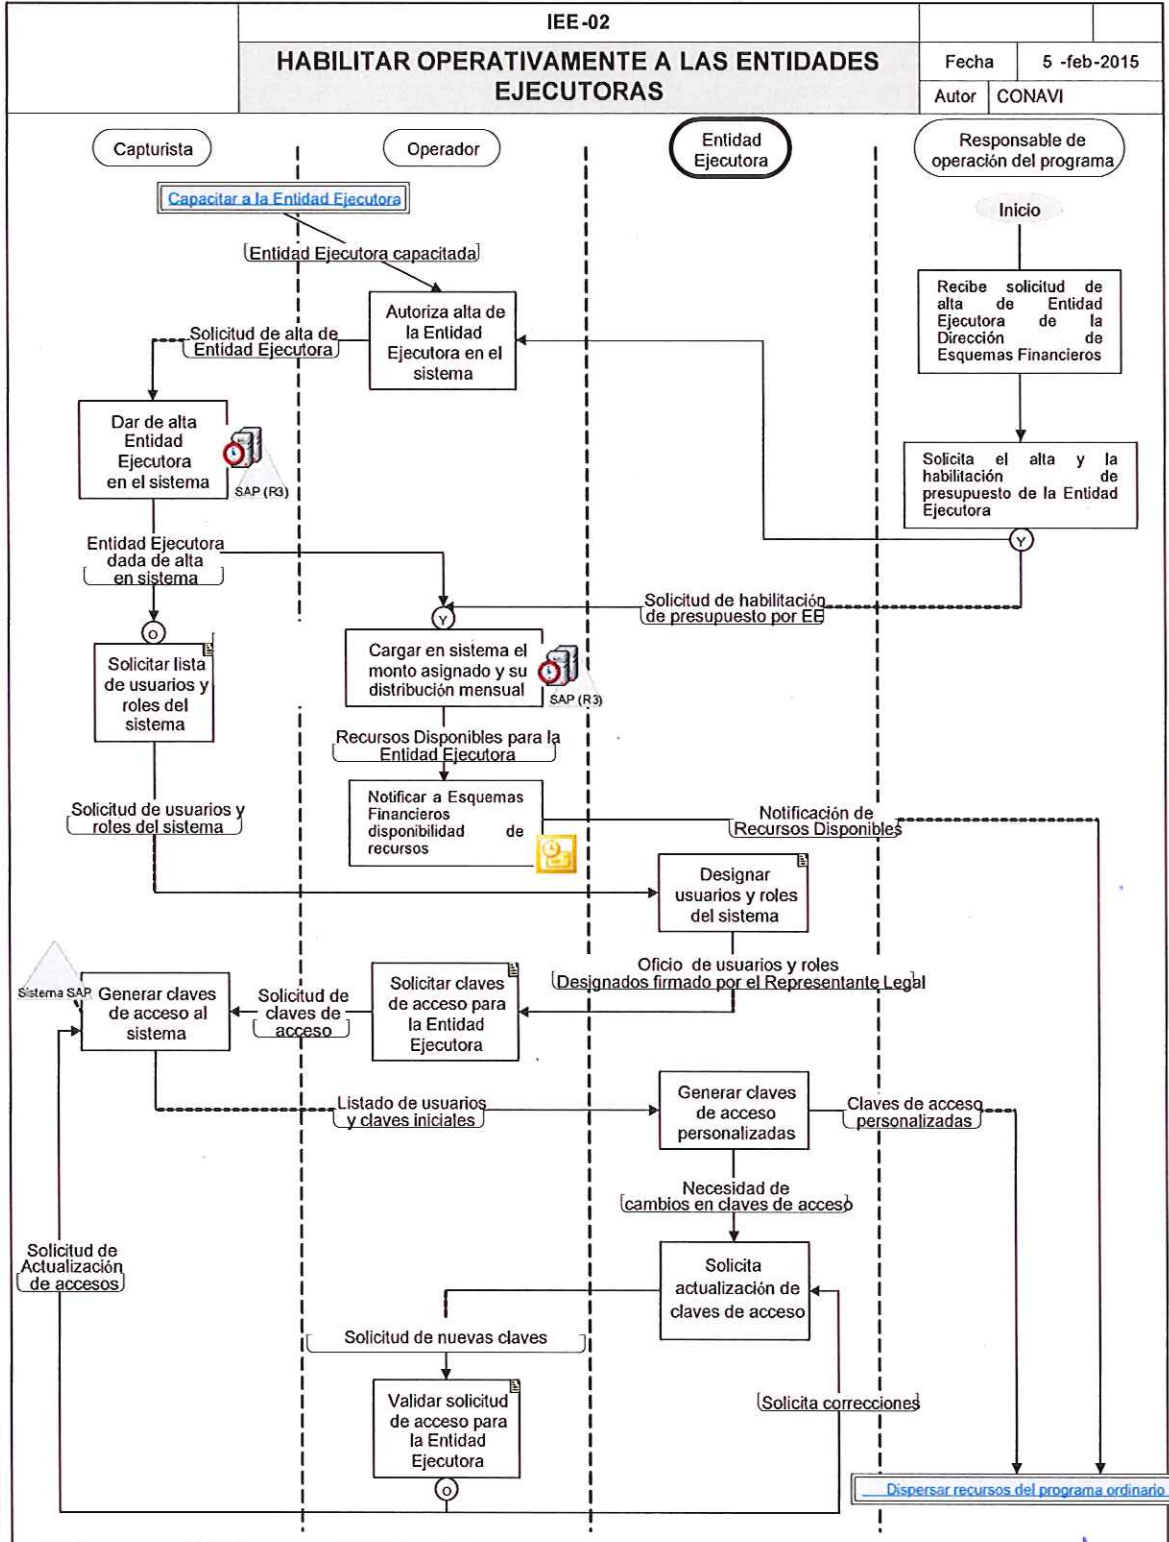 IEE-02
HABILITAR OPERATIVAMENTE A LAS ENTIDADES
EJECUTORAS
Fecha
5 -feb-2015
Autor
CONAVI
Capturista
Operador
Entidad
Ejecutora
Responsable de
operación del programa
Capacitar a la Entidad Ejecutora
Inicio
Entidad Ejecutora capacitada
Recibe solicitud de
alta de Entidad
Ejecutora de la
Dirección de
Esquemas Financieros
Autoriza alta de
la Entidad
Ejecutora en el
sistema
Solicitud de alta de
Entidad Ejecutora
Dar de alta
Entidad
Ejecutora
en el sistema
SAP (R3)
Solicita el alta y la
habilitación de
presupuesto de la Entidad
Ejecutora
Y
Entidad Ejecutora
dada de alta
en sistema
Solicitud de habilitación
de presupuesto por EE
O
Y
Solicitar lista
de usuarios y
roles del
sistema
Cargar en sistema el
monto asignado y su
distribución mensual
SAP (R3)
Recursos Disponibles para la
Entidad Ejecutora
Solicitud de usuarios y
roles del sistema
Notificar a Esquemas
Financieros
disponibilidad de
recursos
Notificación de
Recursos Disponibles
Designar
usuarios y roles
del sistema
Oficio de usuarios y roles
Designados firmado por el Representante Legal
Sistema SAP
Generar claves
de acceso al
sistema
Solicitud de
claves de
acceso
Solicitar claves
de acceso para
la Entidad
Ejecutora
Listado de usuarios
y claves iniciales
Generar claves
de acceso
personalizadas
Claves de acceso
personalizadas
Necesidad de
cambios en claves de acceso
Solicitud de
Actualización
de accesos
Solicita
actualización de
claves de acceso
Solicitud de nuevas claves
Validar solicitud
de acceso para
la Entidad
Ejecutora
Solicita correcciones
O
Dispersar recursos del programa ordinario